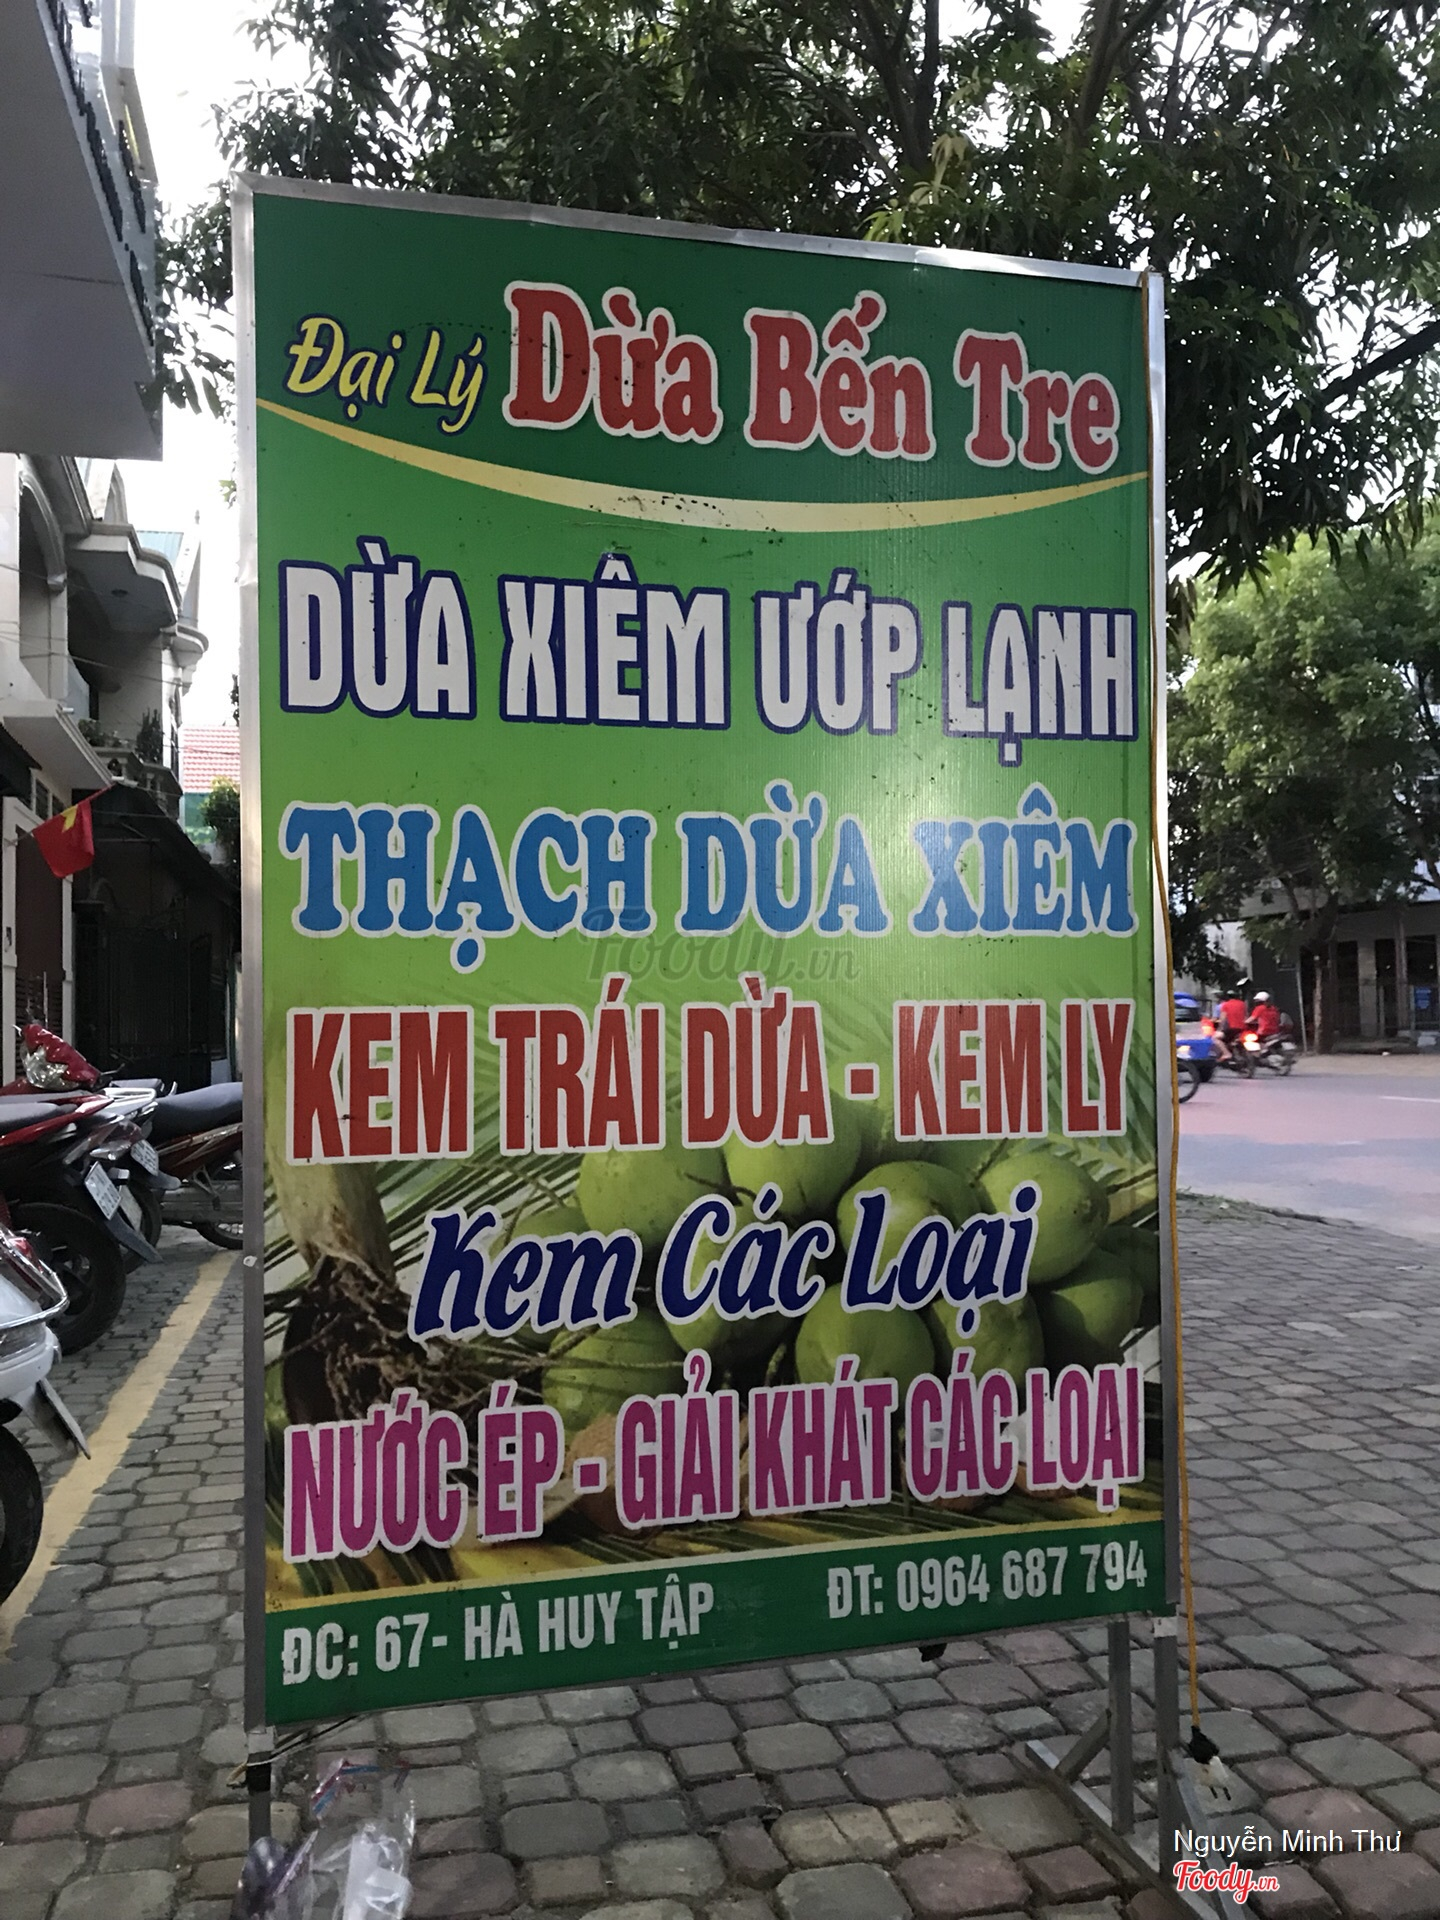 Đại Lý Dừa Bến Tre
DỪA XIÊM ƯỚP LẠNH
THẠCH DỪA XIÊM
Foody.vn
KEM TRÁI DỪA - KEM LY
Kem Các Loại
NƯỚC ÉP - GIẢI KHÁT CÁC LOẠI
ĐC: 67- HÀ HUY TẬP ĐT: 0964 687 794
Nguyễn Minh Thư
Foody.vn